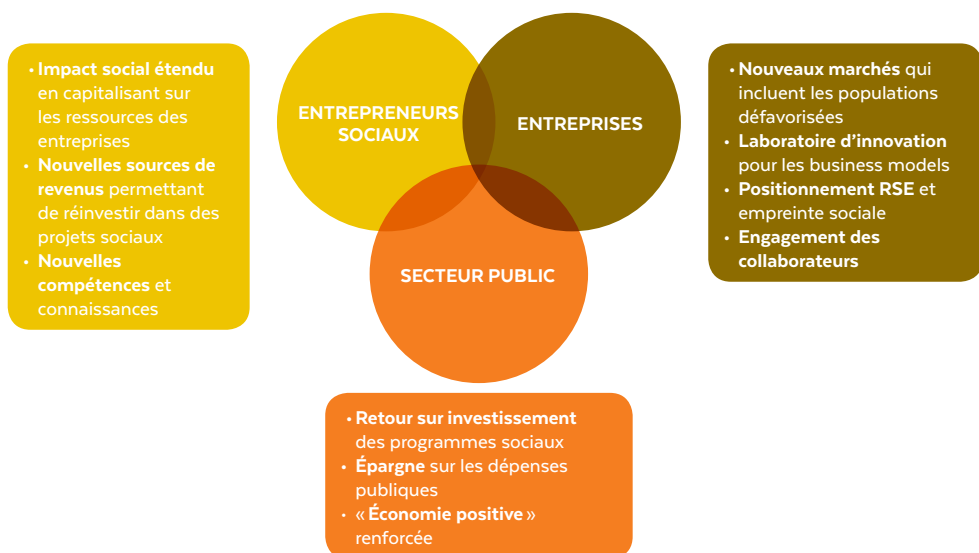 • Impact social étendu
en capitalisant sur
les ressources des
entreprises
• Nouvelles sources de
revenus permettant
de réinvestir dans des
projets sociaux
• Nouvelles
compétences et
connaissances
ENTREPRENEURS
SOCIAUX
ENTREPRISES
SECTEUR PUBLIC
• Nouveaux marchés qui
incluent les populations
défavorisées
• Laboratoire d’innovation
pour les business models
• Positionnement RSE et
empreinte sociale
• Engagement des
collaborateurs
• Retour sur investissement
des programmes sociaux
• Épargne sur les dépenses
publiques
• « Économie positive »
renforcée